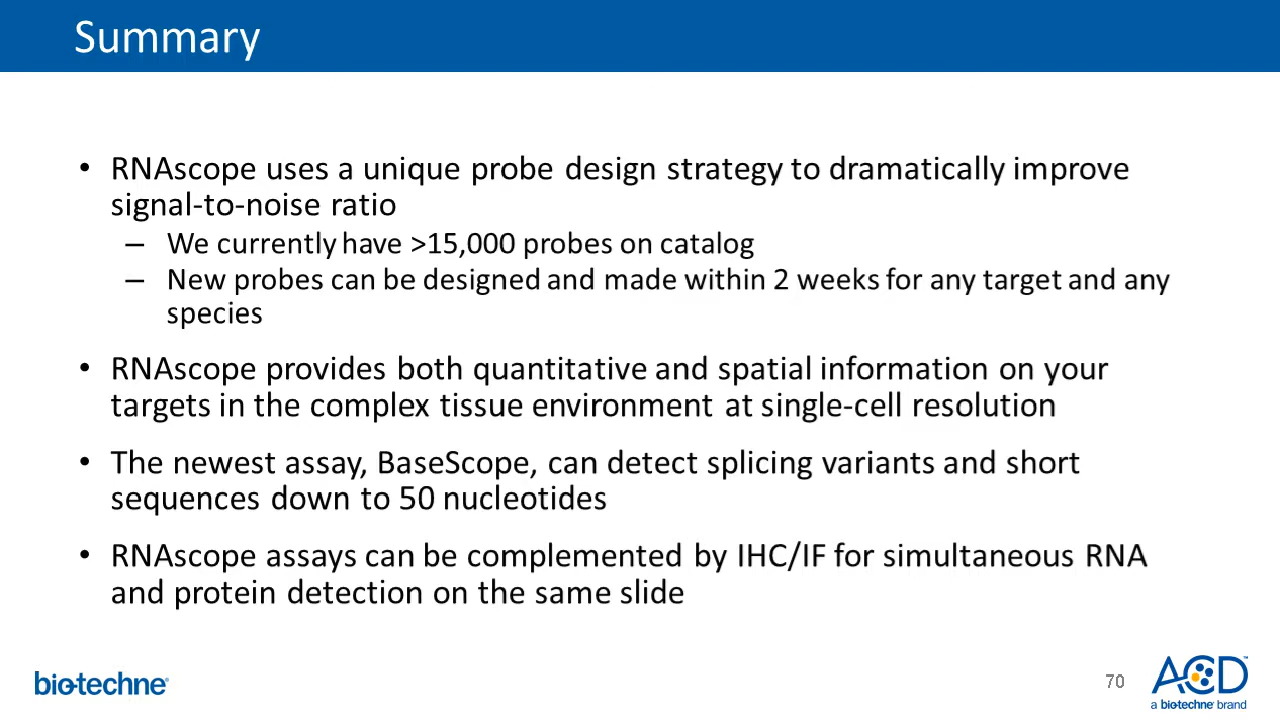 Summary
• RNAscope uses a unique probe design strategy to dramatically improve
signal-to-noise ratio
– We currently have >15,000 probes on catalog
– New probes can be designed and made within 2 weeks for any target and any
species
• RNAscope provides both quantitative and spatial information on your
targets in the complex tissue environment at single-cell resolution
• The newest assay, BaseScope, can detect splicing variants and short
sequences down to 50 nucleotides
• RNAscope assays can be complemented by IHC/IF for simultaneous RNA
and protein detection on the same slide
bio-techne®
70
ACD™
a bio-techne® brand